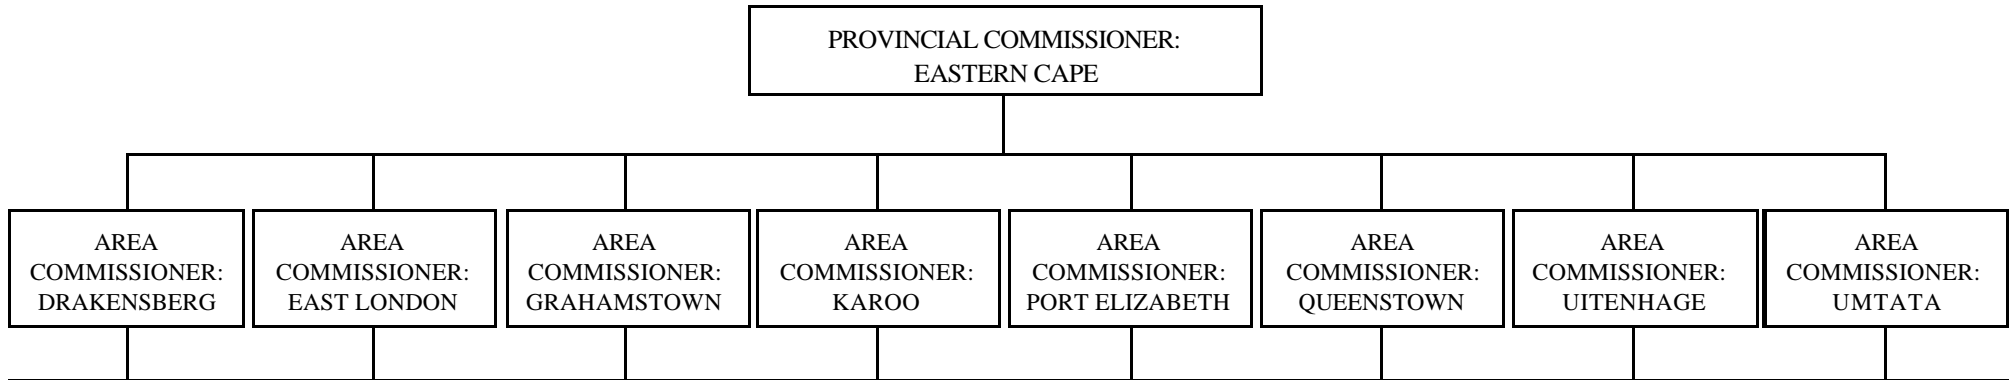 PROVINCIAL COMMISSIONER:
EASTERN CAPE
AREA
COMMISSIONER:
DRAKENSBERG
AREA
COMMISSIONER:
EAST LONDON
AREA
COMMISSIONER:
GRAHAMSTOWN
AREA
COMMISSIONER:
KAROO
AREA
COMMISSIONER:
PORT ELIZABETH
AREA
COMMISSIONER:
QUEENSTOWN
AREA
COMMISSIONER:
UITENHAGE
AREA
COMMISSIONER:
UMTATA